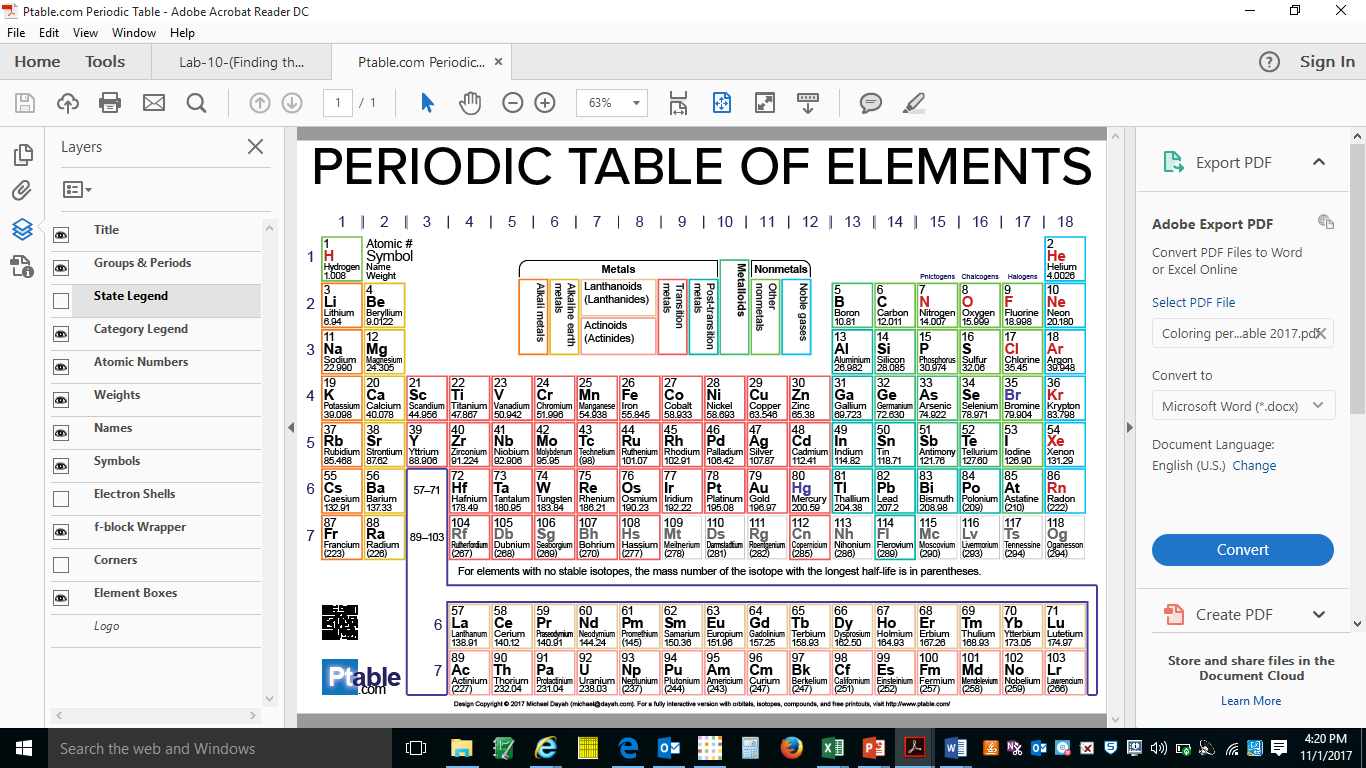 Ptable.com Periodic Table - Adobe Acrobat Reader DC
File Edit View Window Help
Home Tools Lab-10-(Finding th... Ptable.com Periodic... × Sign In
1 / 1 63%
Layers
Title
Groups & Periods
State Legend
Category Legend
Atomic Numbers
Weights
Names
Symbols
Electron Shells
f-block Wrapper
Corners
Element Boxes
Logo
PERIODIC TABLE OF ELEMENTS
1 2 3 4 5 6 7 8 9 10 11 12 13 14 15 16 17 18
Atomic #
Symbol
Name
Weight
Metals Metalloids Nonmetals
Alkali metals
Alkaline earth metals
Lanthanoids (Lanthanides)
Actinoids (Actinides)
Transition metals
Post-transition metals
Other nonmetals
Noble gases
Pnictogens Chalcogens Halogens
1
1 H Hydrogen 1.008
2 He Helium 4.0026
2
3 Li Lithium 6.94
4 Be Beryllium 9.0122
5 B Boron 10.81
6 C Carbon 12.011
7 N Nitrogen 14.007
8 O Oxygen 15.999
9 F Fluorine 18.998
10 Ne Neon 20.180
3
11 Na Sodium 22.990
12 Mg Magnesium 24.305
13 Al Aluminium 26.982
14 Si Silicon 28.085
15 P Phosphorus 30.974
16 S Sulfur 32.06
17 Cl Chlorine 35.45
18 Ar Argon 39.948
4
19 K Potassium 39.098
20 Ca Calcium 40.078
21 Sc Scandium 44.956
22 Ti Titanium 47.867
23 V Vanadium 50.942
24 Cr Chromium 51.996
25 Mn Manganese 54.938
26 Fe Iron 55.845
27 Co Cobalt 58.933
28 Ni Nickel 58.693
29 Cu Copper 63.546
30 Zn Zinc 65.38
31 Ga Gallium 69.723
32 Ge Germanium 72.630
33 As Arsenic 74.922
34 Se Selenium 78.971
35 Br Bromine 79.904
36 Kr Krypton 83.798
5
37 Rb Rubidium 85.468
38 Sr Strontium 87.62
39 Y Yttrium 88.906
40 Zr Zirconium 91.224
41 Nb Niobium 92.906
42 Mo Molybdenum 95.95
43 Tc Technetium (98)
44 Ru Ruthenium 101.07
45 Rh Rhodium 102.91
46 Pd Palladium 106.42
47 Ag Silver 107.87
48 Cd Cadmium 112.41
49 In Indium 114.82
50 Sn Tin 118.71
51 Sb Antimony 121.76
52 Te Tellurium 127.60
53 I Iodine 126.90
54 Xe Xenon 131.29
6
55 Cs Caesium 132.91
56 Ba Barium 137.33
57–71
72 Hf Hafnium 178.49
73 Ta Tantalum 180.95
74 W Tungsten 183.84
75 Re Rhenium 186.21
76 Os Osmium 190.23
77 Ir Iridium 192.22
78 Pt Platinum 195.08
79 Au Gold 196.97
80 Hg Mercury 200.59
81 Tl Thallium 204.38
82 Pb Lead 207.2
83 Bi Bismuth 208.98
84 Po Polonium (209)
85 At Astatine (210)
86 Rn Radon (222)
7
87 Fr Francium (223)
88 Ra Radium (226)
89–103
104 Rf Rutherfordium (267)
105 Db Dubnium (268)
106 Sg Seaborgium (269)
107 Bh Bohrium (270)
108 Hs Hassium (277)
109 Mt Meitnerium (278)
110 Ds Darmstadtium (281)
111 Rg Roentgenium (282)
112 Cn Copernicium (285)
113 Nh Nihonium (286)
114 Fl Flerovium (289)
115 Mc Moscovium (290)
116 Lv Livermorium (293)
117 Ts Tennessine (294)
118 Og Oganesson (294)
For elements with no stable isotopes, the mass number of the isotope with the longest half-life is in parentheses.
6
57 La Lanthanum 138.91
58 Ce Cerium 140.12
59 Pr Praseodymium 140.91
60 Nd Neodymium 144.24
61 Pm Promethium (145)
62 Sm Samarium 150.36
63 Eu Europium 151.96
64 Gd Gadolinium 157.25
65 Tb Terbium 158.93
66 Dy Dysprosium 162.50
67 Ho Holmium 164.93
68 Er Erbium 167.26
69 Tm Thulium 168.93
70 Yb Ytterbium 173.05
71 Lu Lutetium 174.97
7
89 Ac Actinium (227)
90 Th Thorium 232.04
91 Pa Protactinium 231.04
92 U Uranium 238.03
93 Np Neptunium (237)
94 Pu Plutonium (244)
95 Am Americium (243)
96 Cm Curium (247)
97 Bk Berkelium (247)
98 Cf Californium (251)
99 Es Einsteinium (252)
100 Fm Fermium (257)
101 Md Mendelevium (258)
102 No Nobelium (259)
103 Lr Lawrencium (266)
Ptable
.com
Design Copyright © 2017 Michael Dayah (michael@dayah.com). For a fully interactive version with orbitals, isotopes, compounds, and free printouts, visit http://www.ptable.com/
Export PDF
Adobe Export PDF
Convert PDF Files to Word
or Excel Online
Select PDF File
Coloring per...able 2017.pdf
Convert to
Microsoft Word (*.docx)
Document Language:
English (U.S.) Change
Convert
Create PDF
Store and share files in the
Document Cloud
Learn More
Search the web and Windows
4:20 PM
11/1/2017